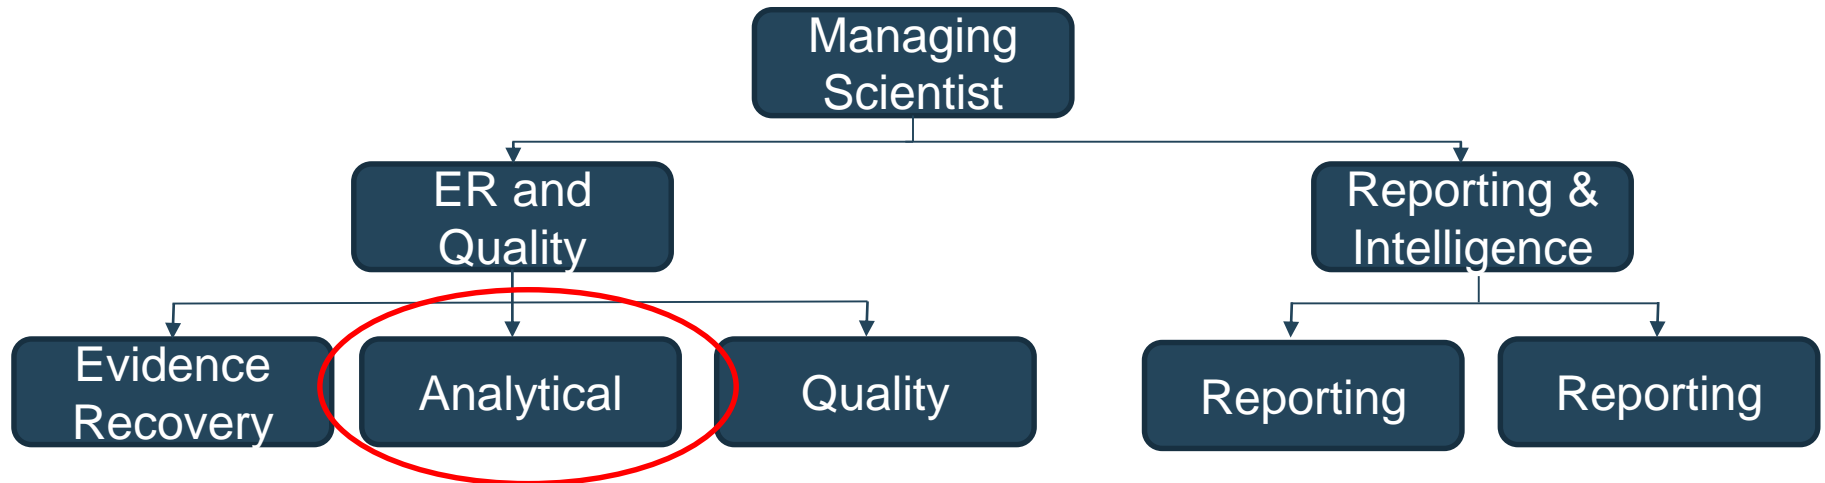 Managing
Scientist
ER and
Quality
Reporting &
Intelligence
Evidence
Recovery
Analytical
Quality
Reporting
Reporting